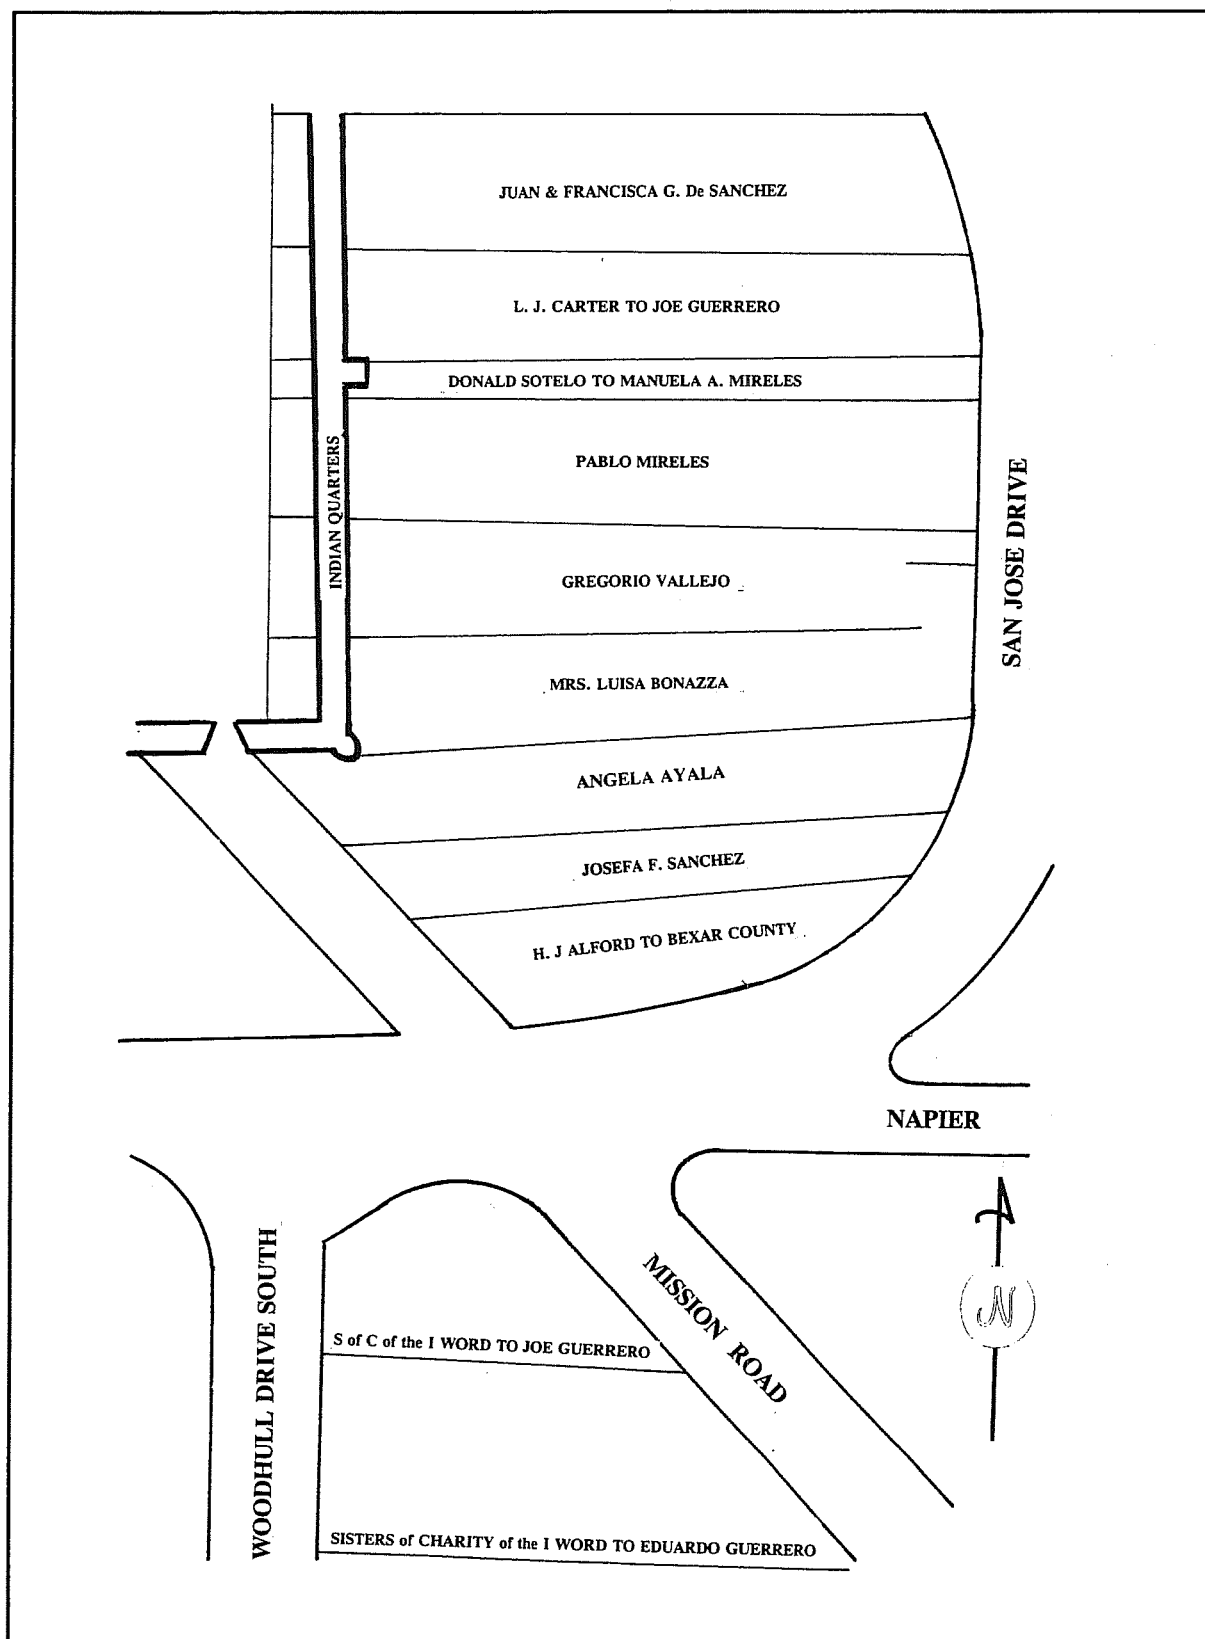 JUAN & FRANCISCA G. De SANCHEZ
L. J. CARTER TO JOE GUERRERO
DONALD SOTELO TO MANUELA A. MIRELES
PABLO MIRELES
INDIAN QUARTERS
SAN JOSE DRIVE
GREGORIO VALLEJO
MRS. LUISA BONAZZA
ANGELA AYALA
JOSEFA F. SANCHEZ
H. J ALFORD TO BEXAR COUNTY
NAPIER
MISSION ROAD
N
WOODHULL DRIVE SOUTH
S of C of the I WORD TO JOE GUERRERO
SISTERS of CHARITY of the I WORD TO EDUARDO GUERRERO